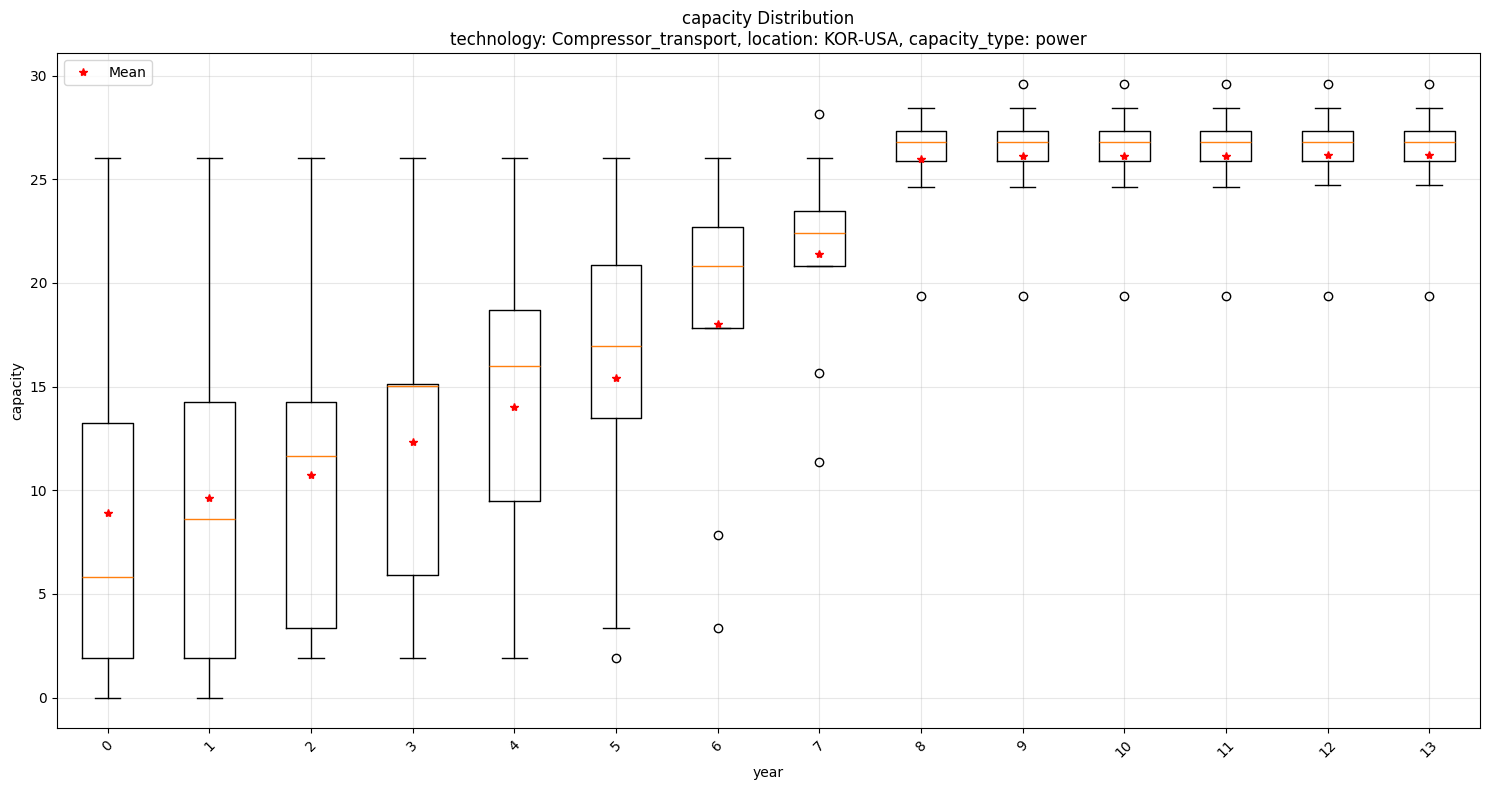 capacity Distribution
technology: Compressor_transport, location: KOR-USA, capacity_type: power
Mean
30
25
20
15
10
5
0
capacity
0 1 2 3 4 5 6 7 8 9 10 11 12 13
year